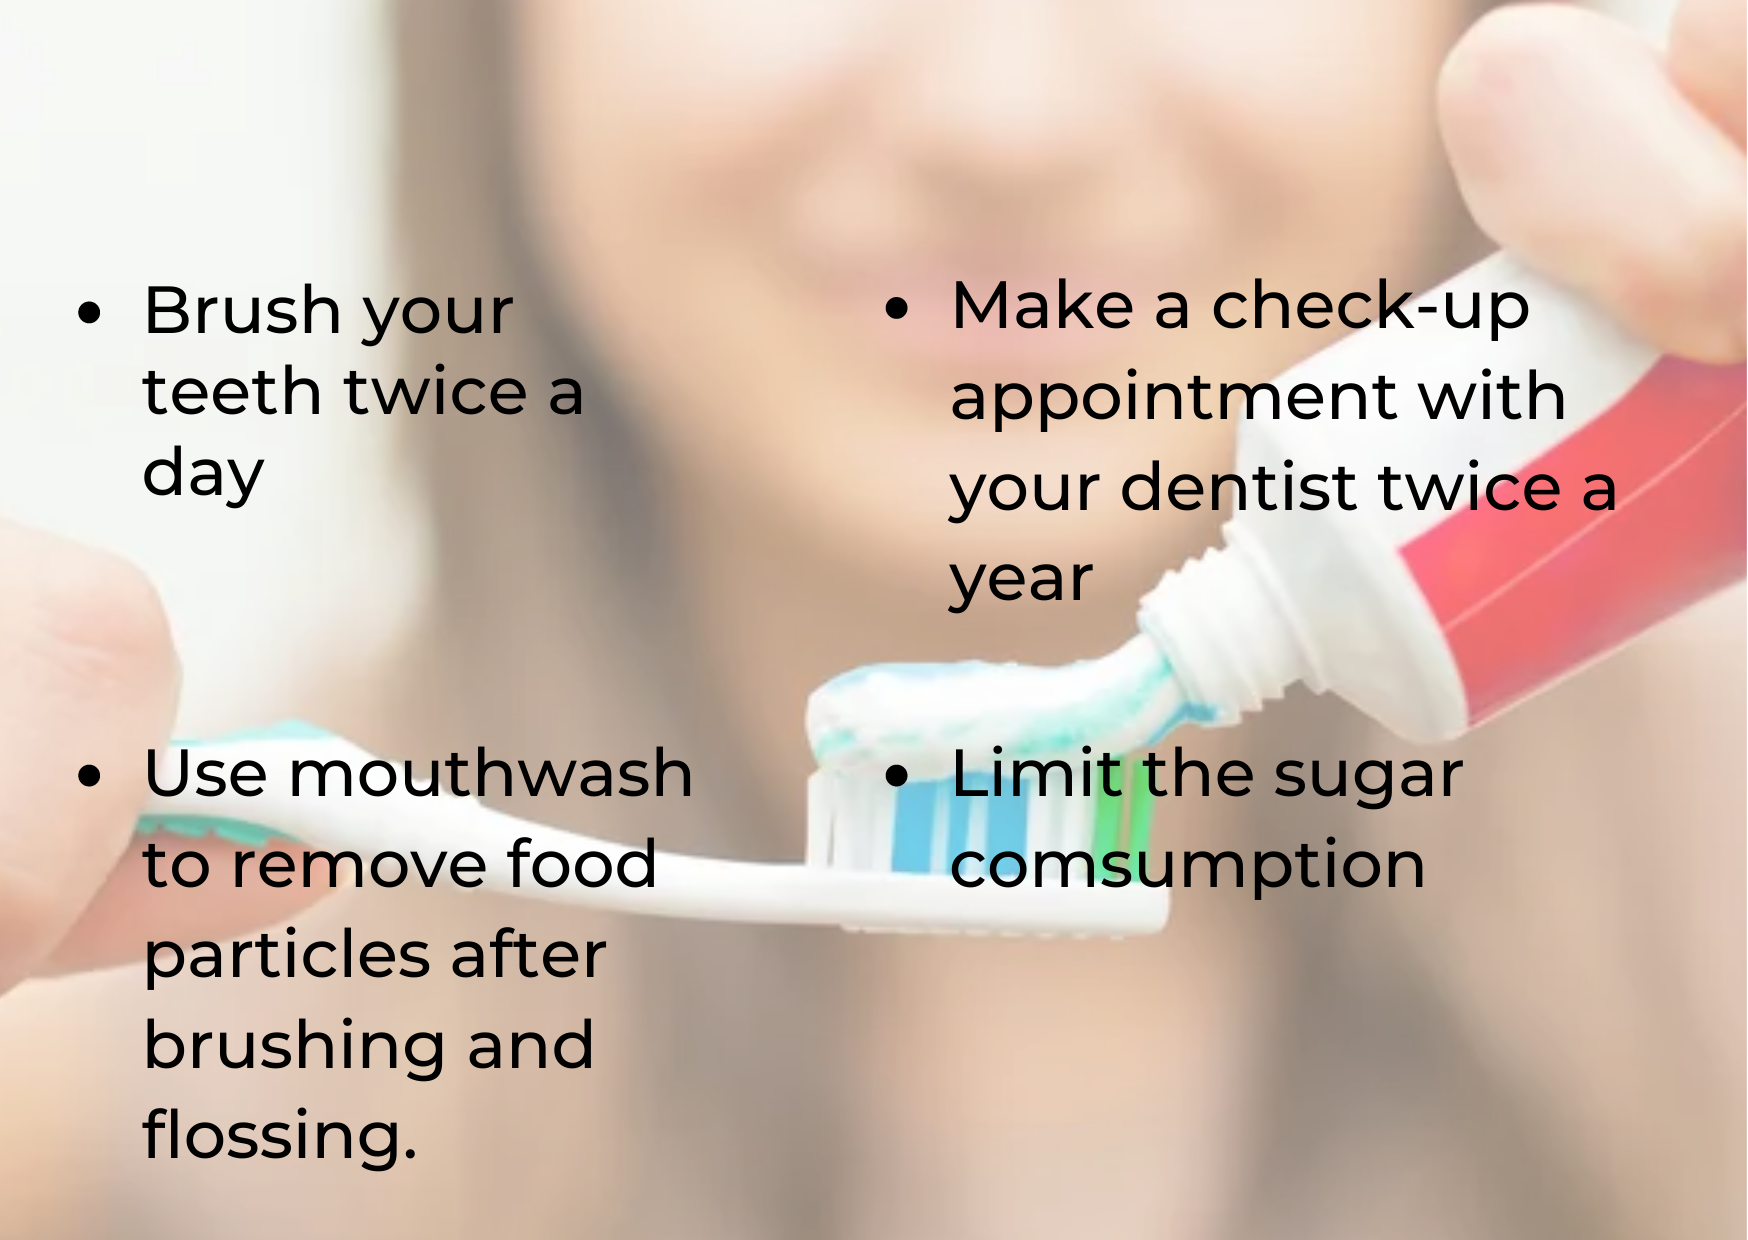 • Brush your
teeth twice a
day
• Use mouthwash
to remove food
particles after
brushing and
flossing.
• Make a check-up
appointment with
your dentist twice a
year
• Limit the sugar
comsumption